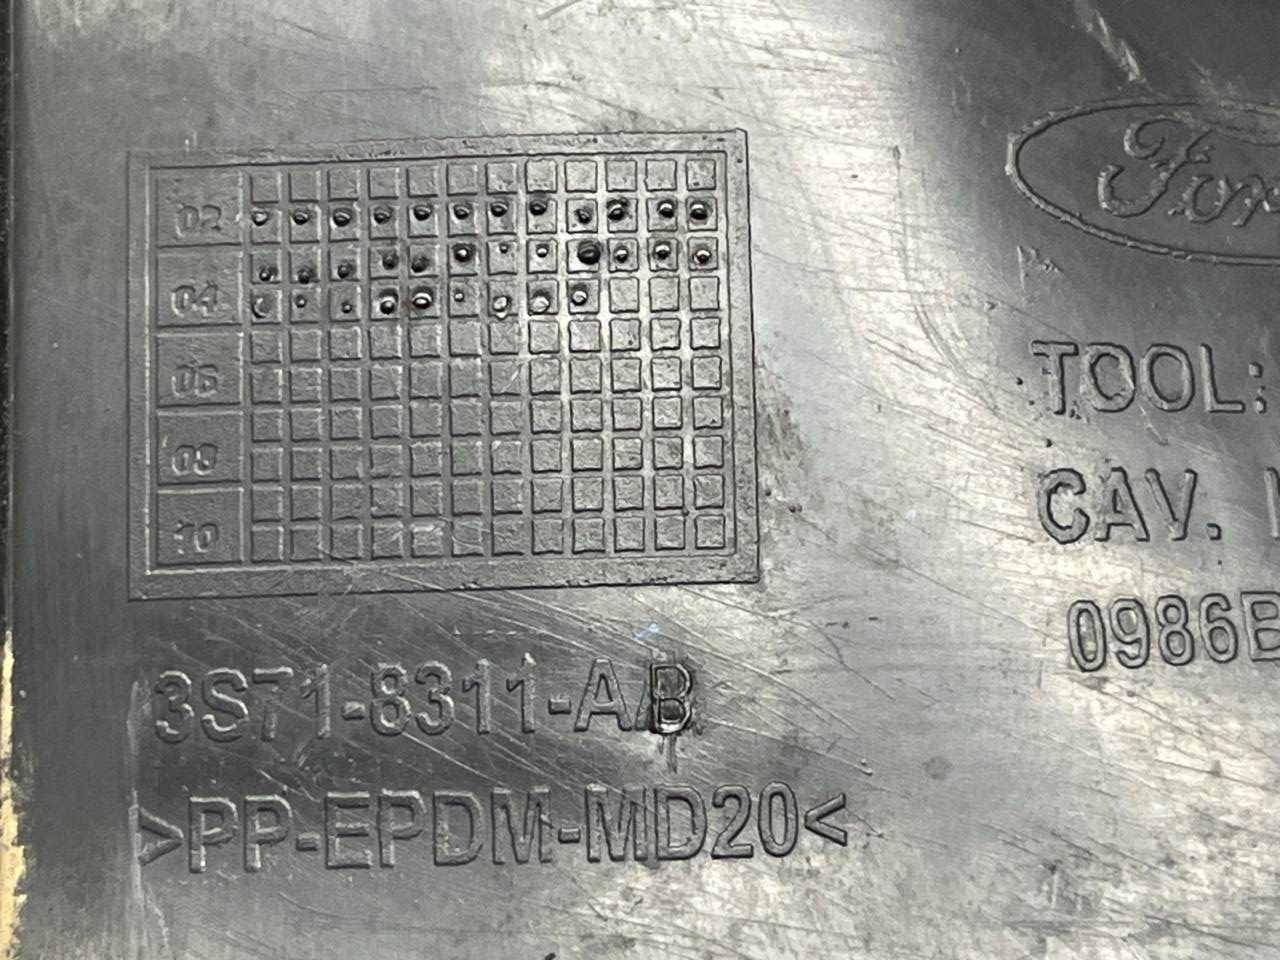 02
04
06
08
10
3S71-8311-AB
>PP-EPDM-MD20<
Ford
TOOL:
CAV.
0986B